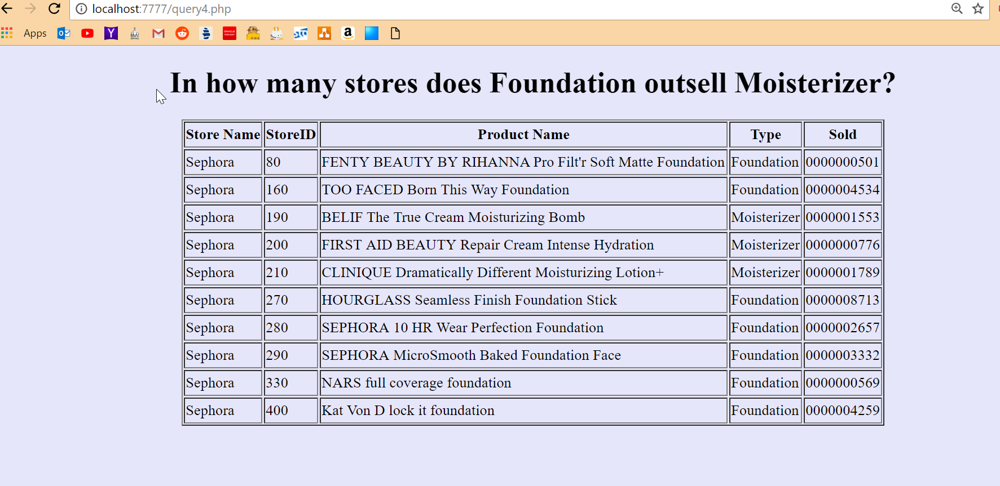 localhost:7777/query4.php
Apps
In how many stores does Foundation outsell Moisterizer?
Store Name StoreID Product Name Type Sold
Sephora 80 FENTY BEAUTY BY RIHANNA Pro Filt'r Soft Matte Foundation Foundation 0000000501
Sephora 160 TOO FACED Born This Way Foundation Foundation 0000004534
Sephora 190 BELIF The True Cream Moisturizing Bomb Moisterizer 0000001553
Sephora 200 FIRST AID BEAUTY Repair Cream Intense Hydration Moisterizer 0000000776
Sephora 210 CLINIQUE Dramatically Different Moisturizing Lotion+ Moisterizer 0000001789
Sephora 270 HOURGLASS Seamless Finish Foundation Stick Foundation 0000008713
Sephora 280 SEPHORA 10 HR Wear Perfection Foundation Foundation 0000002657
Sephora 290 SEPHORA MicroSmooth Baked Foundation Face Foundation 0000003332
Sephora 330 NARS full coverage foundation Foundation 0000000569
Sephora 400 Kat Von D lock it foundation Foundation 0000004259